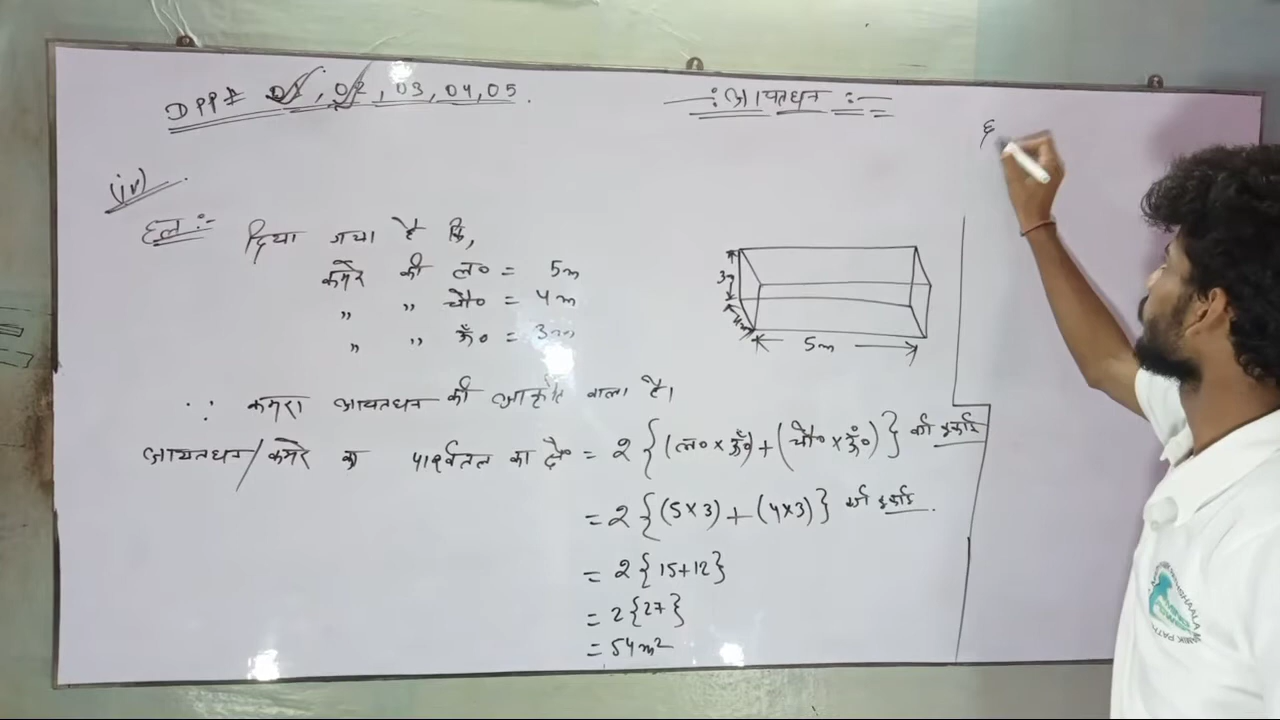 DPP# 01, 02, 03, 04, 05.
—: आयतघन :—
(iv)
हल :- दिया गया है कि,
कमरे की ल० = 5m
,, ,, चौ० = 4m
,, ,, ऊँ० = 3m
3m
4m
5m
∵ कमरा आयतघन की आकृति वाला है।
आयतघन/कमरे का पार्श्वतल का क्षे० = 2 {(ल० × ऊँ०) + (चौ० × ऊँ०)} वर्ग इकाई
= 2 {(5×3) + (4×3)} वर्ग इकाई.
= 2 {15+12}
= 2{27}
= 54m²